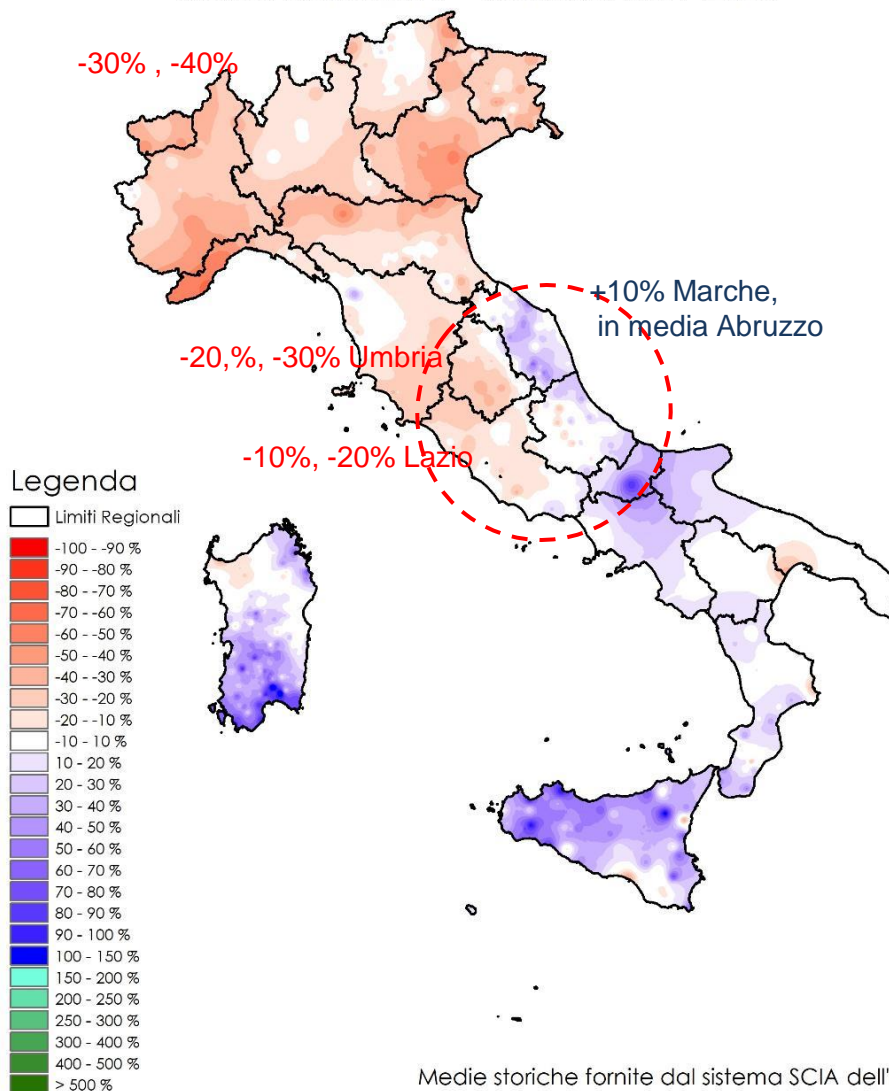 -30% , -40%
+10% Marche,
in media Abruzzo
-20,%, -30% Umbria
-10%, -20% Lazio
Legenda
Limiti Regionali
-100 - -90 %
-90 - -80 %
-80 - -70 %
-70 - -60 %
-60 - -50 %
-50 - -40 %
-40 - -30 %
-30 - -20 %
-20 - -10 %
-10 - 10 %
10 - 20 %
20 - 30 %
30 - 40 %
40 - 50 %
50 - 60 %
60 - 70 %
70 - 80 %
80 - 90 %
90 - 100 %
100 - 150 %
150 - 200 %
200 - 250 %
250 - 300 %
300 - 400 %
400 - 500 %
> 500 %
Medie storiche fornite dal sistema SCIA dell'